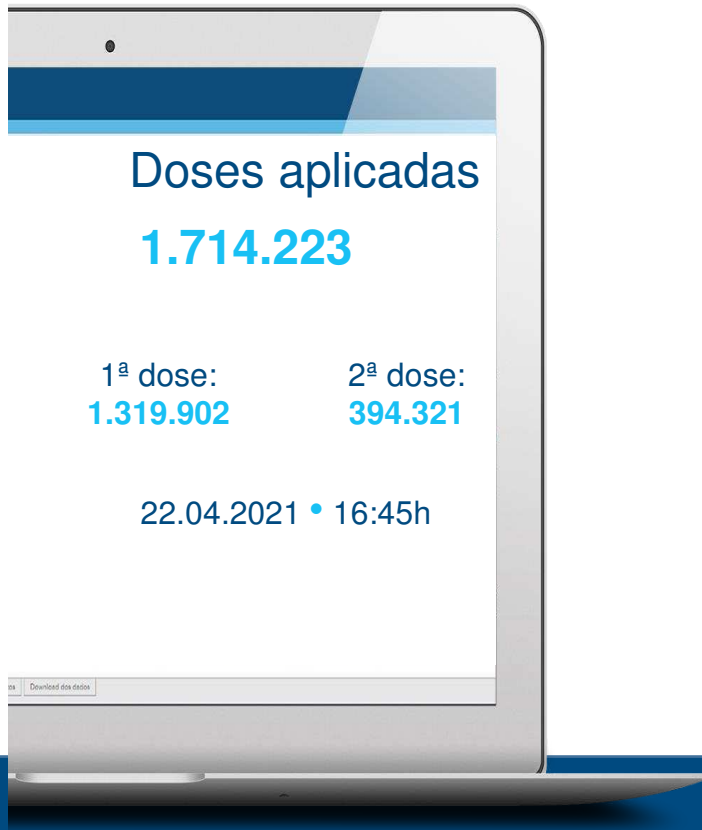 Doses aplicadas
1.714.223
1ª dose: 2ª dose:
1.319.902 394.321
22.04.2021 • 16:45h
Download dos dados